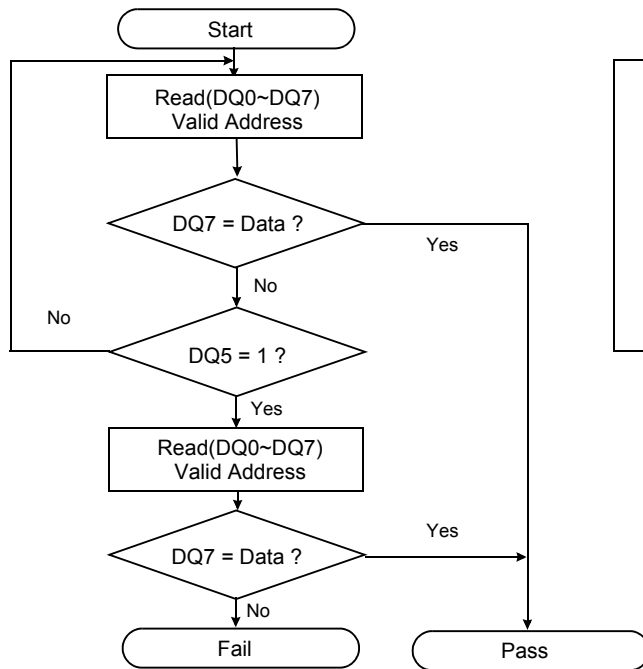 Start
Read(DQ0~DQ7)
Valid Address
DQ7 = Data ?
Yes
No
No
DQ5 = 1 ?
Yes
Read(DQ0~DQ7)
Valid Address
Yes
DQ7 = Data ?
No
Fail
Pass